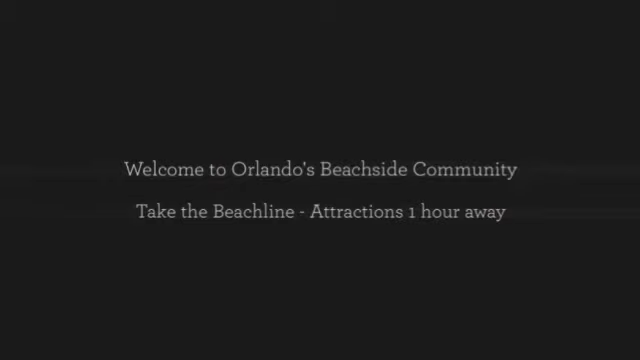 Welcome to Orlando's Beachside Community
Take the Beachline - Attractions 1 hour away